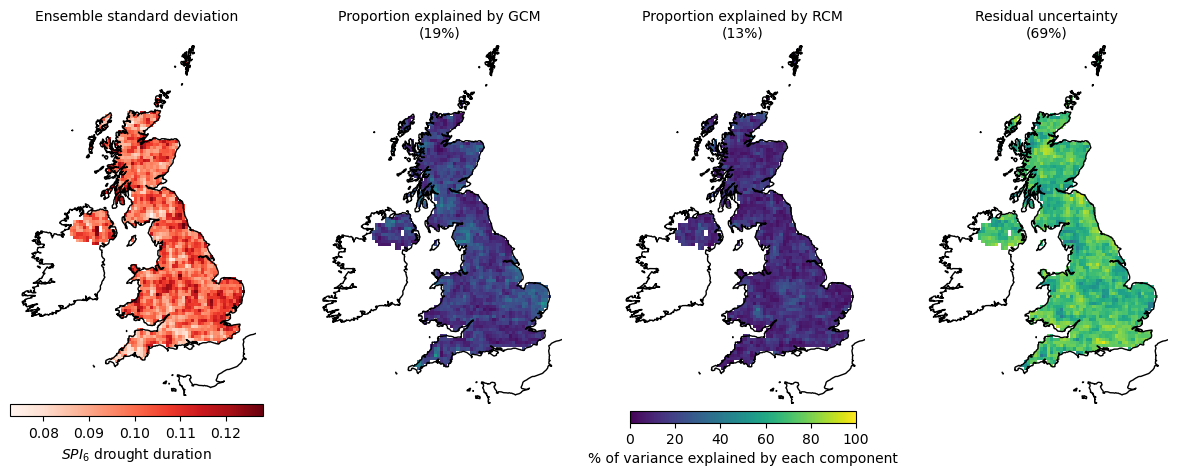 Ensemble standard deviation
Proportion explained by GCM
(19%)
Proportion explained by RCM
(13%)
Residual uncertainty
(69%)
0.08 0.09 0.10 0.11 0.12
SPI₆ drought duration
0 20 40 60 80 100
% of variance explained by each component